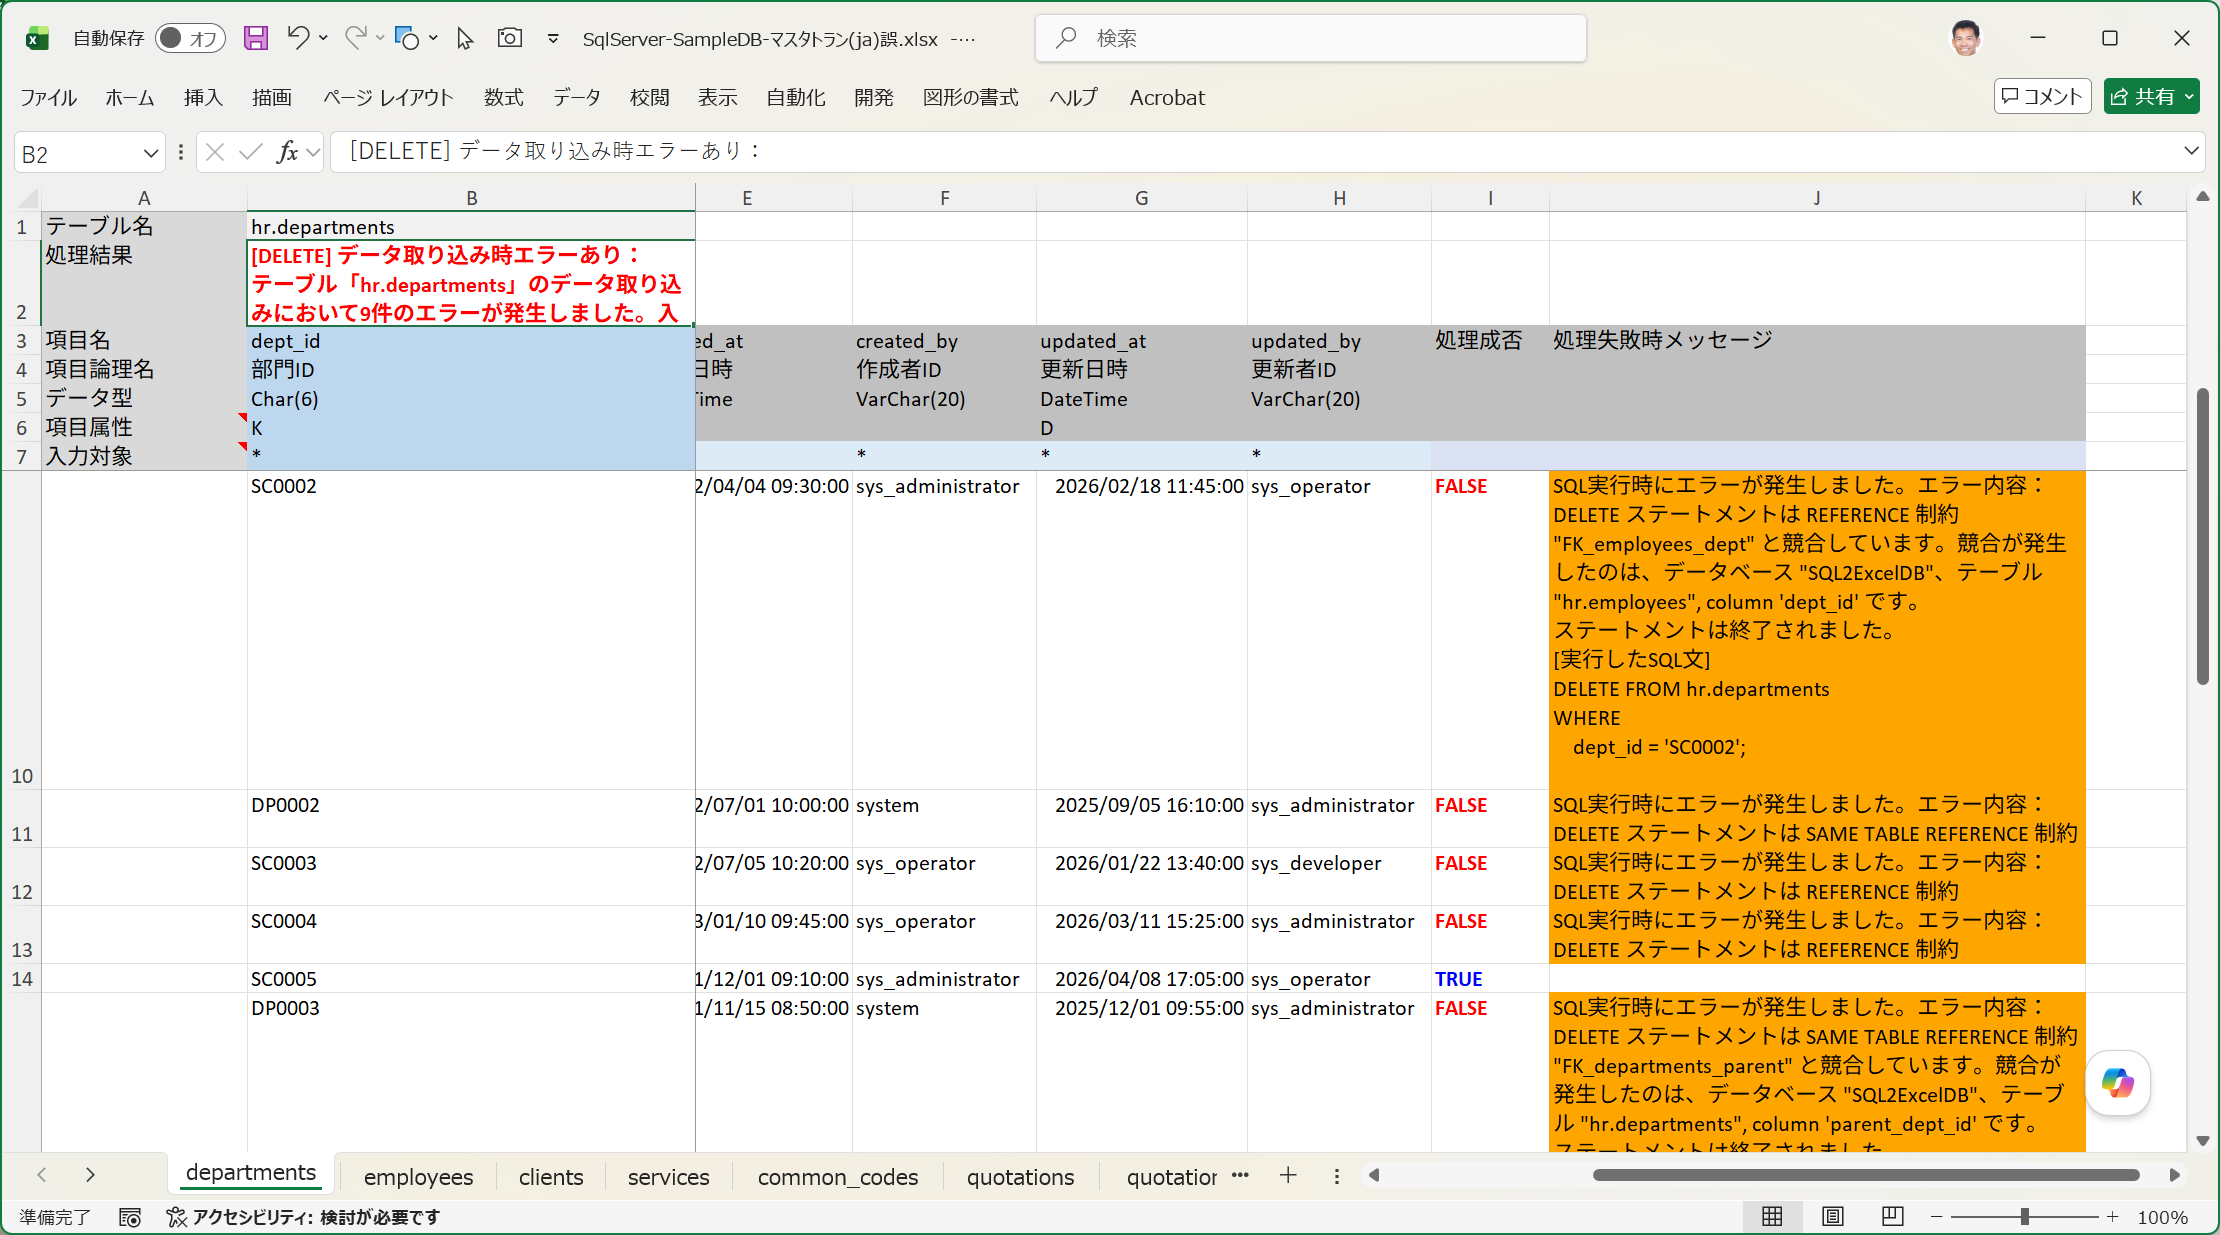 自動保存 オフ SqlServer-SampleDB-マスタトラン(ja)誤.xlsx -… 検索
ファイル ホーム 挿入 描画 ページ レイアウト 数式 データ 校閲 表示 自動化 開発 図形の書式 ヘルプ Acrobat コメント 共有
B2 fx [DELETE] データ取り込み時エラーあり：
A B E F G H I J K
1 テーブル名 hr.departments
2 処理結果 [DELETE] データ取り込み時エラーあり：
テーブル「hr.departments」のデータ取り込
みにおいて9件のエラーが発生しました。入
3 項目名 dept_id ed_at created_by updated_at updated_by 処理成否 処理失敗時メッセージ
4 項目論理名 部門ID 日時 作成者ID 更新日時 更新者ID
5 データ型 Char(6) Time VarChar(20) DateTime VarChar(20)
6 項目属性 K D
7 入力対象 * * * *
10 SC0002 2/04/04 09:30:00 sys_administrator 2026/02/18 11:45:00 sys_operator FALSE SQL実行時にエラーが発生しました。エラー内容：
DELETE ステートメントは REFERENCE 制約
"FK_employees_dept" と競合しています。競合が発生
したのは、データベース "SQL2ExcelDB"、テーブル
"hr.employees", column 'dept_id' です。
ステートメントは終了されました。
[実行したSQL文]
DELETE FROM hr.departments
WHERE
dept_id = 'SC0002';
11 DP0002 2/07/01 10:00:00 system 2025/09/05 16:10:00 sys_administrator FALSE SQL実行時にエラーが発生しました。エラー内容：
DELETE ステートメントは SAME TABLE REFERENCE 制約
12 SC0003 2/07/05 10:20:00 sys_operator 2026/01/22 13:40:00 sys_developer FALSE SQL実行時にエラーが発生しました。エラー内容：
DELETE ステートメントは REFERENCE 制約
13 SC0004 3/01/10 09:45:00 sys_operator 2026/03/11 15:25:00 sys_administrator FALSE SQL実行時にエラーが発生しました。エラー内容：
DELETE ステートメントは REFERENCE 制約
14 SC0005 1/12/01 09:10:00 sys_administrator 2026/04/08 17:05:00 sys_operator TRUE
DP0003 1/11/15 08:50:00 system 2025/12/01 09:55:00 sys_administrator FALSE SQL実行時にエラーが発生しました。エラー内容：
DELETE ステートメントは SAME TABLE REFERENCE 制約
"FK_departments_parent" と競合しています。競合が
発生したのは、データベース "SQL2ExcelDB"、テーブ
ル "hr.departments", column 'parent_dept_id' です。
ステートメントは終了されました
departments employees clients services common_codes quotations quotation ...
準備完了 アクセシビリティ: 検討が必要です 100%